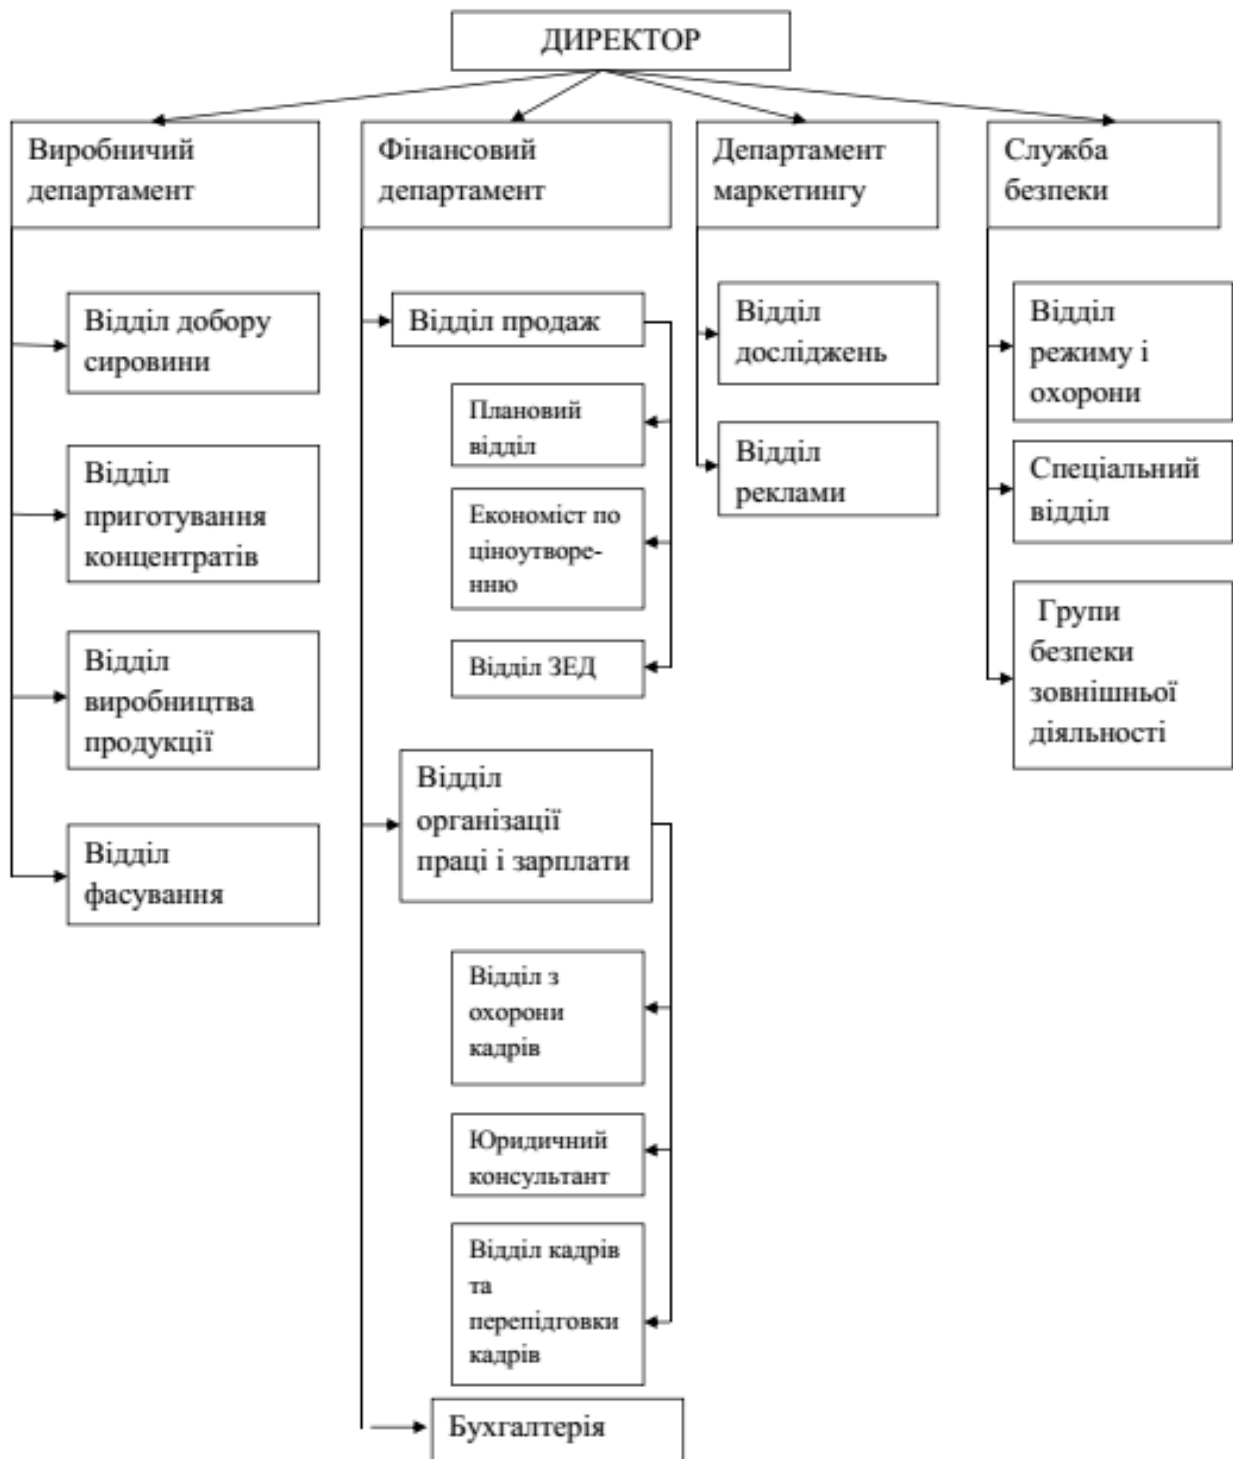 ДИРЕКТОР
Виробничий
департамент
Фінансовий
департамент
Департамент
маркетингу
Служба
безпеки
Відділ добору
сировини
Відділ
приготування
концентратів
Відділ
виробництва
продукції
Відділ
фасування
Відділ продаж
Плановий
відділ
Економіст по
ціноутворе-
нню
Відділ ЗЕД
Відділ
організації
праці і зарплати
Відділ з
охорони
кадрів
Юридичний
консультант
Відділ кадрів
та
перепідговки
кадрів
Бухгалтерія
Відділ
досліджень
Відділ
реклами
Відділ
режиму і
охорони
Спеціальний
відділ
Групи
безпеки
зовнішньої
діяльності